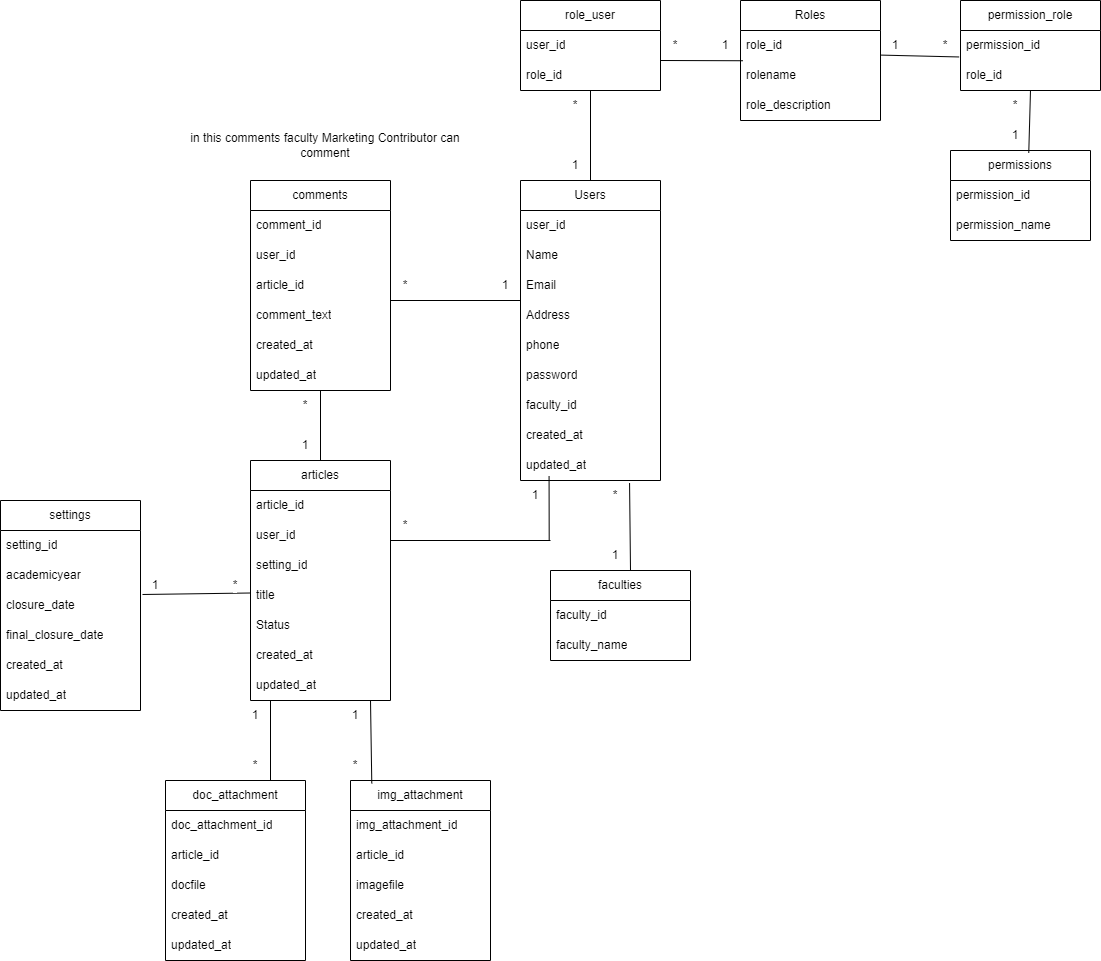 role_user
user_id
role_id
*
1
Roles
role_id
rolename
role_description
*
1
permission_role
permission_id
role_id
1
*
*
1
permissions
permission_id
permission_name
in this comments faculty Marketing Contributor can
comment
comments
comment_id
user_id
article_id
comment_text
created_at
updated_at
*
1
Users
user_id
Name
Email
Address
phone
password
faculty_id
created_at
updated_at
*
1
articles
article_id
user_id
setting_id
title
Status
created_at
updated_at
1
*
*
1
faculties
faculty_id
faculty_name
settings
setting_id
academicyear
closure_date
final_closure_date
created_at
updated_at
1
*
1
*
1
*
doc_attachment
doc_attachment_id
article_id
docfile
created_at
updated_at
img_attachment
img_attachment_id
article_id
imagefile
created_at
updated_at